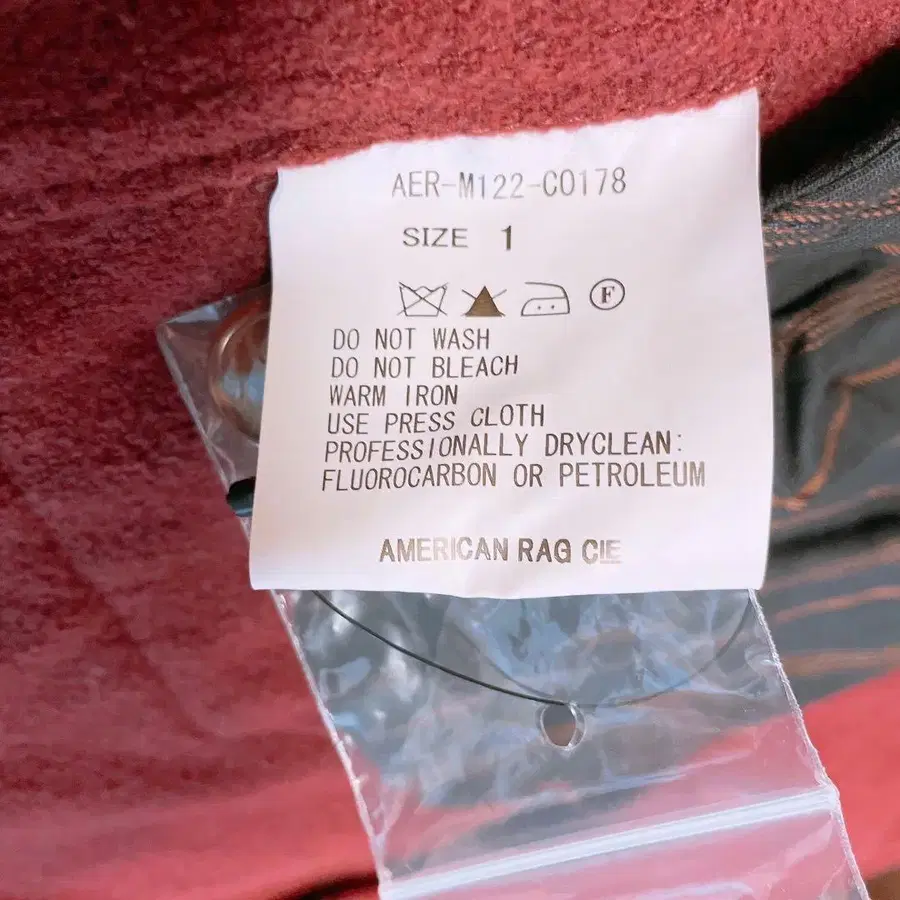 AER-M122-C0178
SIZE 1
F
DO NOT WASH
DO NOT BLEACH
WARM IRON
USE PRESS CLOTH
PROFESSIONALLY DRYCLEAN:
FLUOROCARBON OR PETROLEUM
AMERICAN RAG CIE